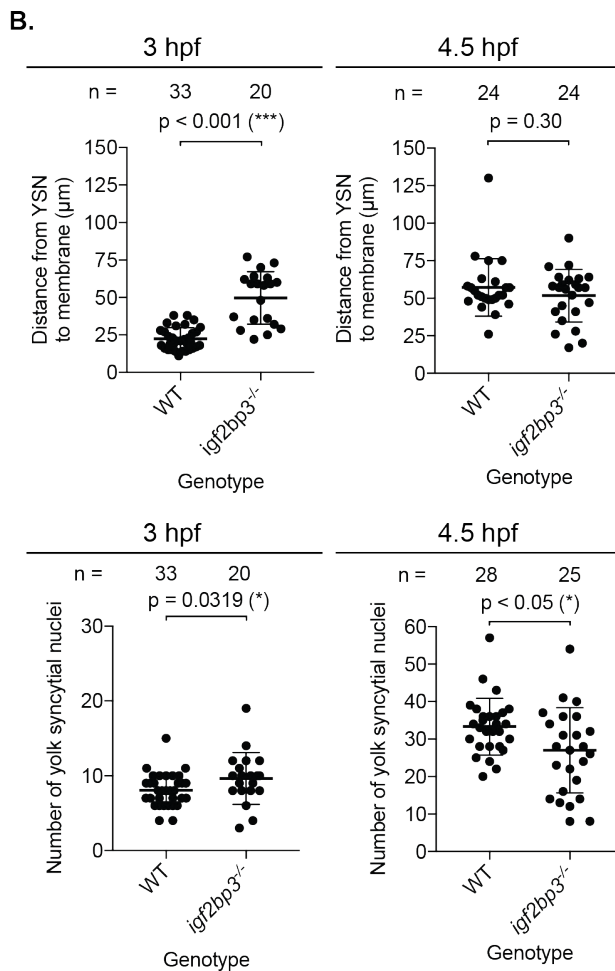 B.
3 hpf
n = 33 20
p < 0.001 (***)
Distance from YSN
to membrane (µm)
150
125
100
75
50
25
0
WT
igf2bp3-/-
Genotype
4.5 hpf
24 24
p = 0.30
Distance from YSN
to membrane (µm)
150
125
100
75
50
25
0
WT
igf2bp3-/-
Genotype
3 hpf
n = 33 20
p = 0.0319 (*)
Number of yolk syncytial nuclei
30
20
10
0
WT
igf2bp3-/-
Genotype
4.5 hpf
n = 28 25
p < 0.05 (*)
Number of yolk syncytial nuclei
60
50
40
30
20
10
0
WT
igf2bp3-/-
Genotype